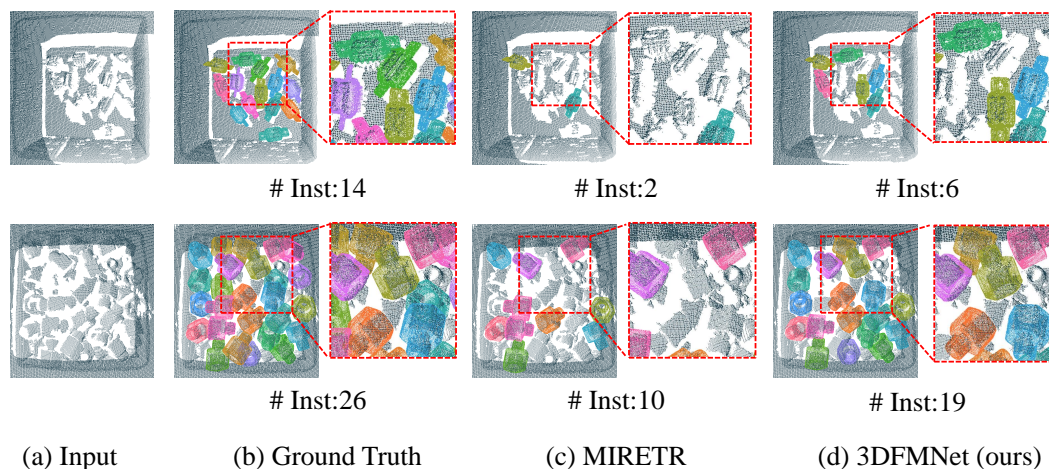 # Inst:14
# Inst:2
# Inst:6
# Inst:26
# Inst:10
# Inst:19
(a) Input
(b) Ground Truth
(c) MIRETR
(d) 3DFMNet (ours)